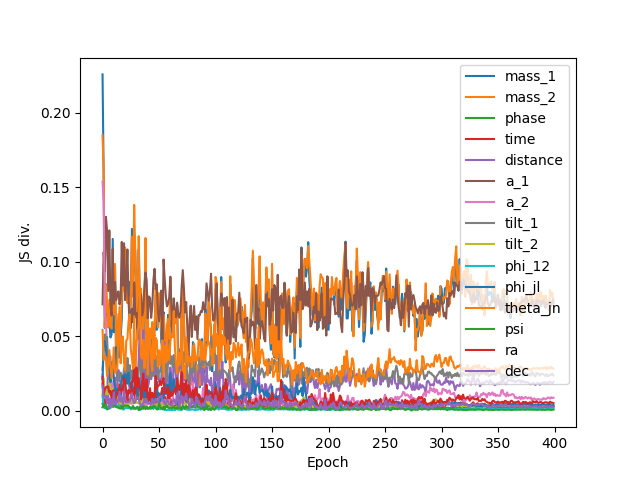 JS div.
0.20
0.15
0.10
0.05
0.00
0
50
100
150
200
250
300
350
400
Epoch
mass_1
mass_2
phase
time
distance
a_1
a_2
tilt_1
tilt_2
phi_12
phi_jl
theta_jn
psi
ra
dec